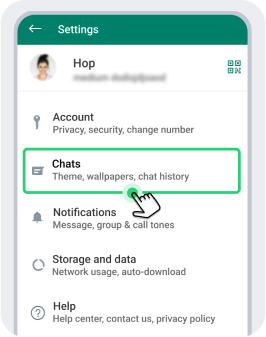 Settings
Hop
Account
Privacy, security, change number
Chats
Theme, wallpapers, chat history
Notifications
Message, group & call tones
Storage and data
Network usage, auto-download
Help
Help center, contact us, privacy policy